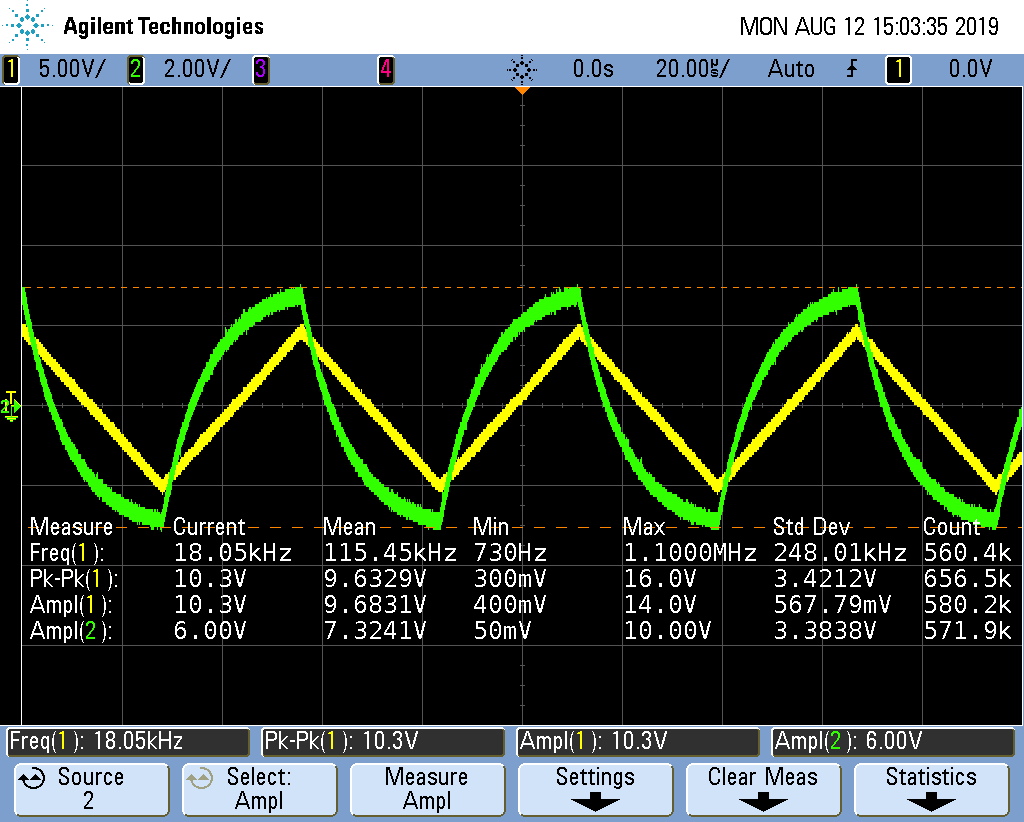 Agilent Technologies MON AUG 12 15:03:35 2019
1 5.00V/ 2 2.00V/ 3 4 0.0s 20.00µs/ Auto 1 0.0V
Measure Current Mean Min Max Std Dev Count
Freq(1): 18.05kHz 115.45kHz 730Hz 1.1000MHz 248.01kHz 560.4k
Pk-Pk(1): 10.3V 9.6329V 300mV 16.0V 3.4212V 656.5k
Ampl(1): 10.3V 9.6831V 400mV 14.0V 567.79mV 580.2k
Ampl(2): 6.00V 7.3241V 50mV 10.00V 3.3838V 571.9k
Freq(1): 18.05kHz Pk-Pk(1): 10.3V Ampl(1): 10.3V Ampl(2): 6.00V
Source Select: Measure Settings Clear Meas Statistics
2 Ampl Ampl